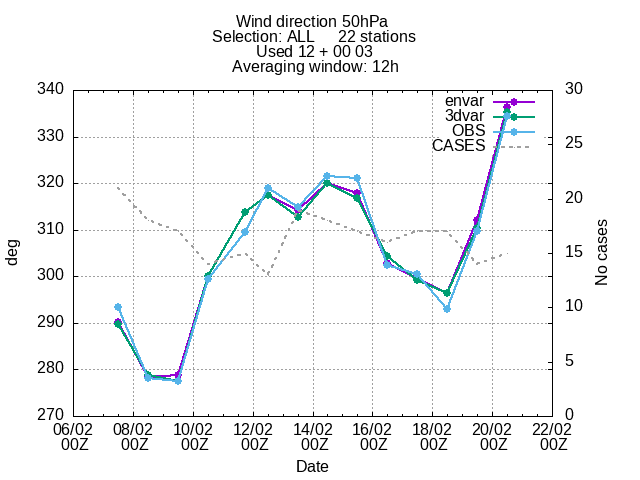 Wind direction 50hPa
Selection: ALL 22 stations
Used 12 + 00 03
Averaging window: 12h
340
330
320
310
300
290
280
270
deg
30
25
20
15
10
5
0
No cases
envar
3dvar
OBS
CASES
06/02 08/02 10/02 12/02 14/02 16/02 18/02 20/02 22/02
00Z 00Z 00Z 00Z 00Z 00Z 00Z 00Z 00Z
Date